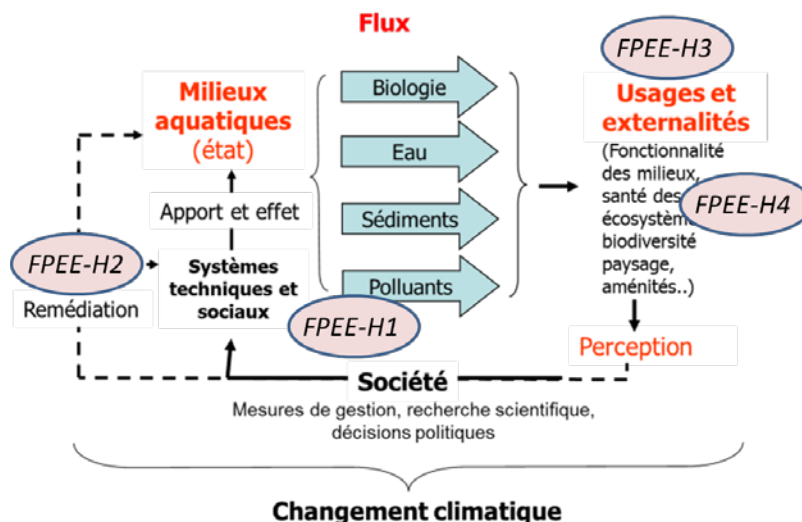 Flux
FPEE-H3
Milieux
aquatiques
(état)
Biologie
Eau
Sédiments
Polluants
Usages et
externalités
(Fonctionnalité
des milieux,
santé des
écosystème
biodiversité
paysage,
aménités..)
FPEE-H4
Apport et effet
FPEE-H2
Systèmes
techniques et
sociaux
Remédiation
FPEE-H1
Perception
Société
Mesures de gestion, recherche scientifique,
décisions politiques
Changement climatique